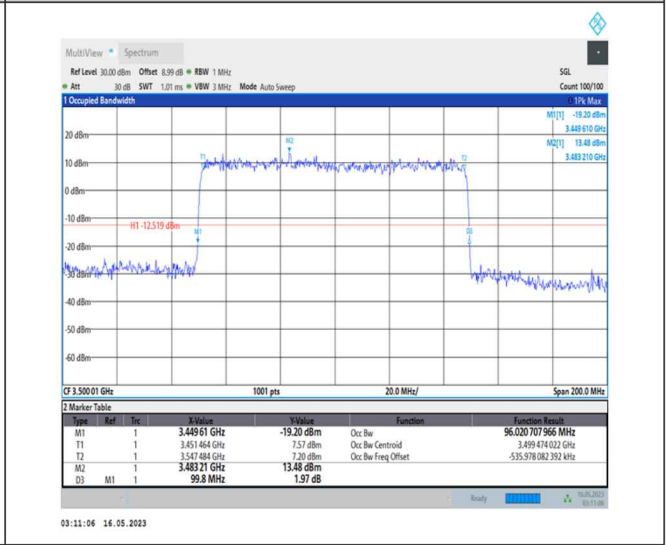 MultiView Spectrum
Ref Level 30.00 dBm Offset 8.99 dB RBW 1 MHz SGL
Att 30 dB SWT 1.01 ms VBW 3 MHz Mode Auto Sweep Count 100/100
1 Occupied Bandwidth 1Pk Max
M1[1] -19.20 dBm
3.449 610 GHz
M2[1] 13.48 dBm
3.483 210 GHz
20 dBm
M2
10 dBm
T1
T2
0 dBm
-10 dBm
H1 -12.519 dBm
M1
D3
-20 dBm
-30 dBm
-40 dBm
-50 dBm
-60 dBm
CF 3.500 01 GHz 1001 pts 20.0 MHz/ Span 200.0 MHz
2 Marker Table
Type Ref Trc X-Value Y-Value Function Function Result
M1 1 3.449 61 GHz -19.20 dBm Occ Bw 96.020 707 966 MHz
T1 1 3.451 464 GHz 7.57 dBm Occ Bw Centroid 3.499 474 022 GHz
T2 1 3.547 484 GHz 7.20 dBm Occ Bw Freq Offset -535.978 082 392 kHz
M2 1 3.483 21 GHz 13.48 dBm
D3 M1 1 99.8 MHz 1.97 dB
Ready 16.05.2023
03:11:06
03:11:06 16.05.2023